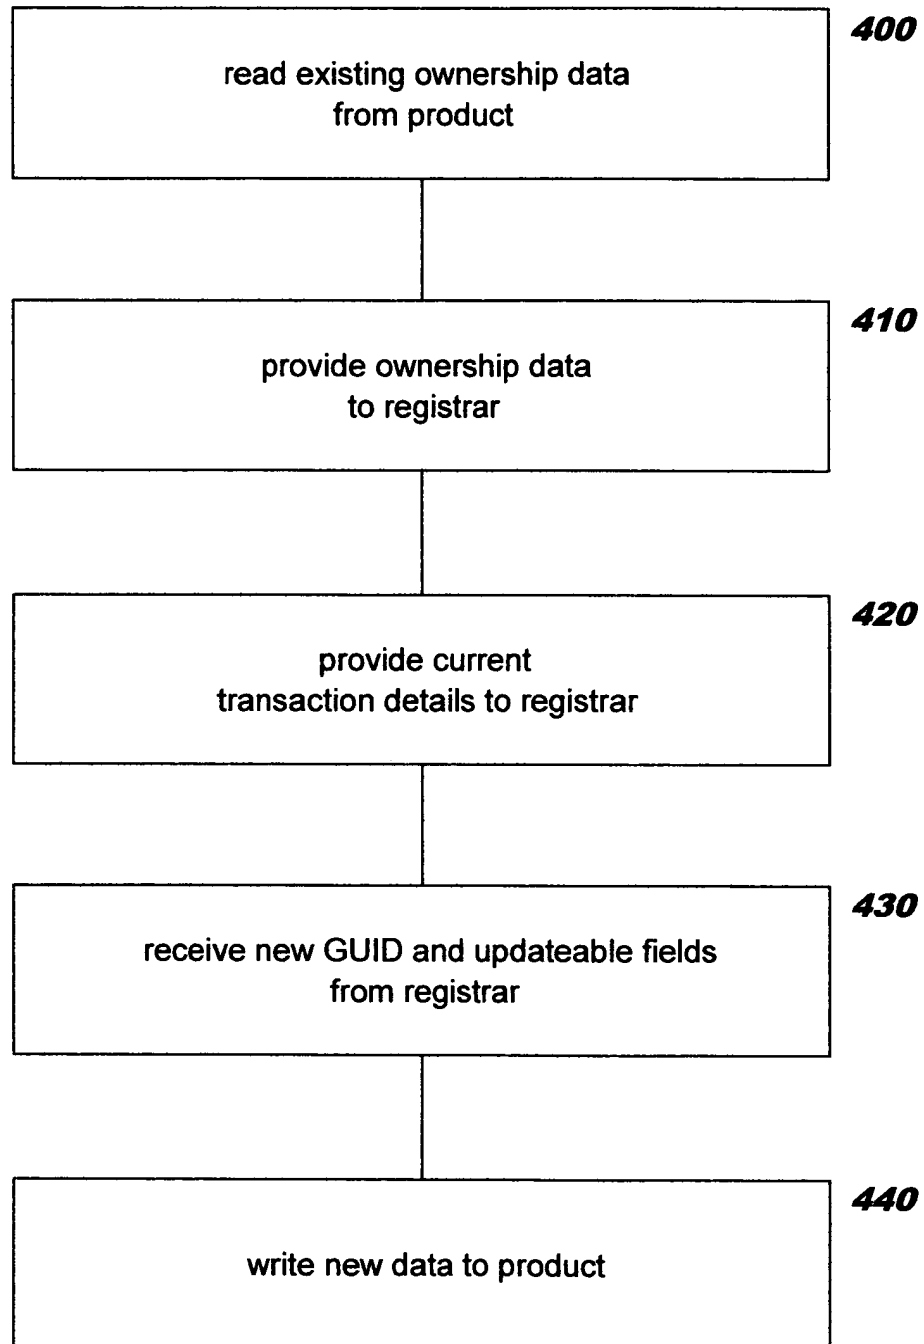 400
read existing ownership data
from product
410
provide ownership data
to registrar
420
provide current
transaction details to registrar
430
receive new GUID and updateable fields
from registrar
440
write new data to product